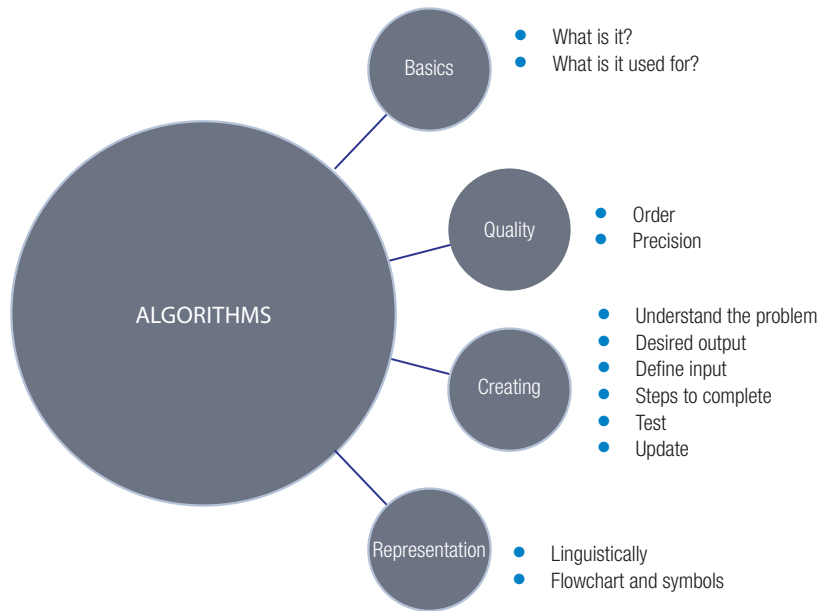 Basics
What is it?
What is it used for?
Quality
Order
Precision
ALGORITHMS
Creating
Understand the problem
Desired output
Define input
Steps to complete
Test
Update
Representation
Linguistically
Flowchart and symbols